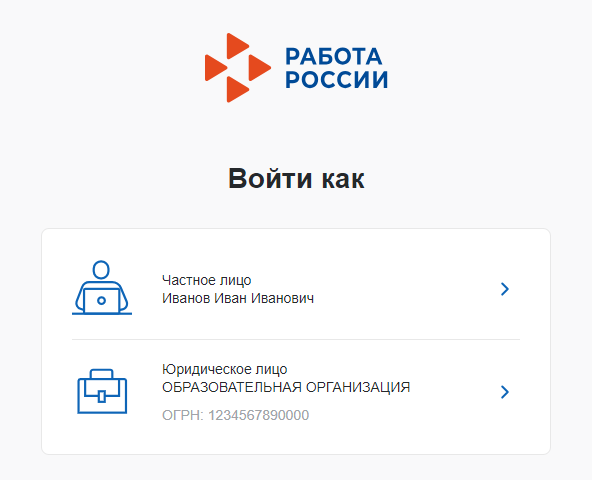 РАБОТА
РОССИИ
Войти как
Частное лицо
Иванов Иван Иванович
Юридическое лицо
ОБРАЗОВАТЕЛЬНАЯ ОРГАНИЗАЦИЯ
ОГРН: 1234567890000